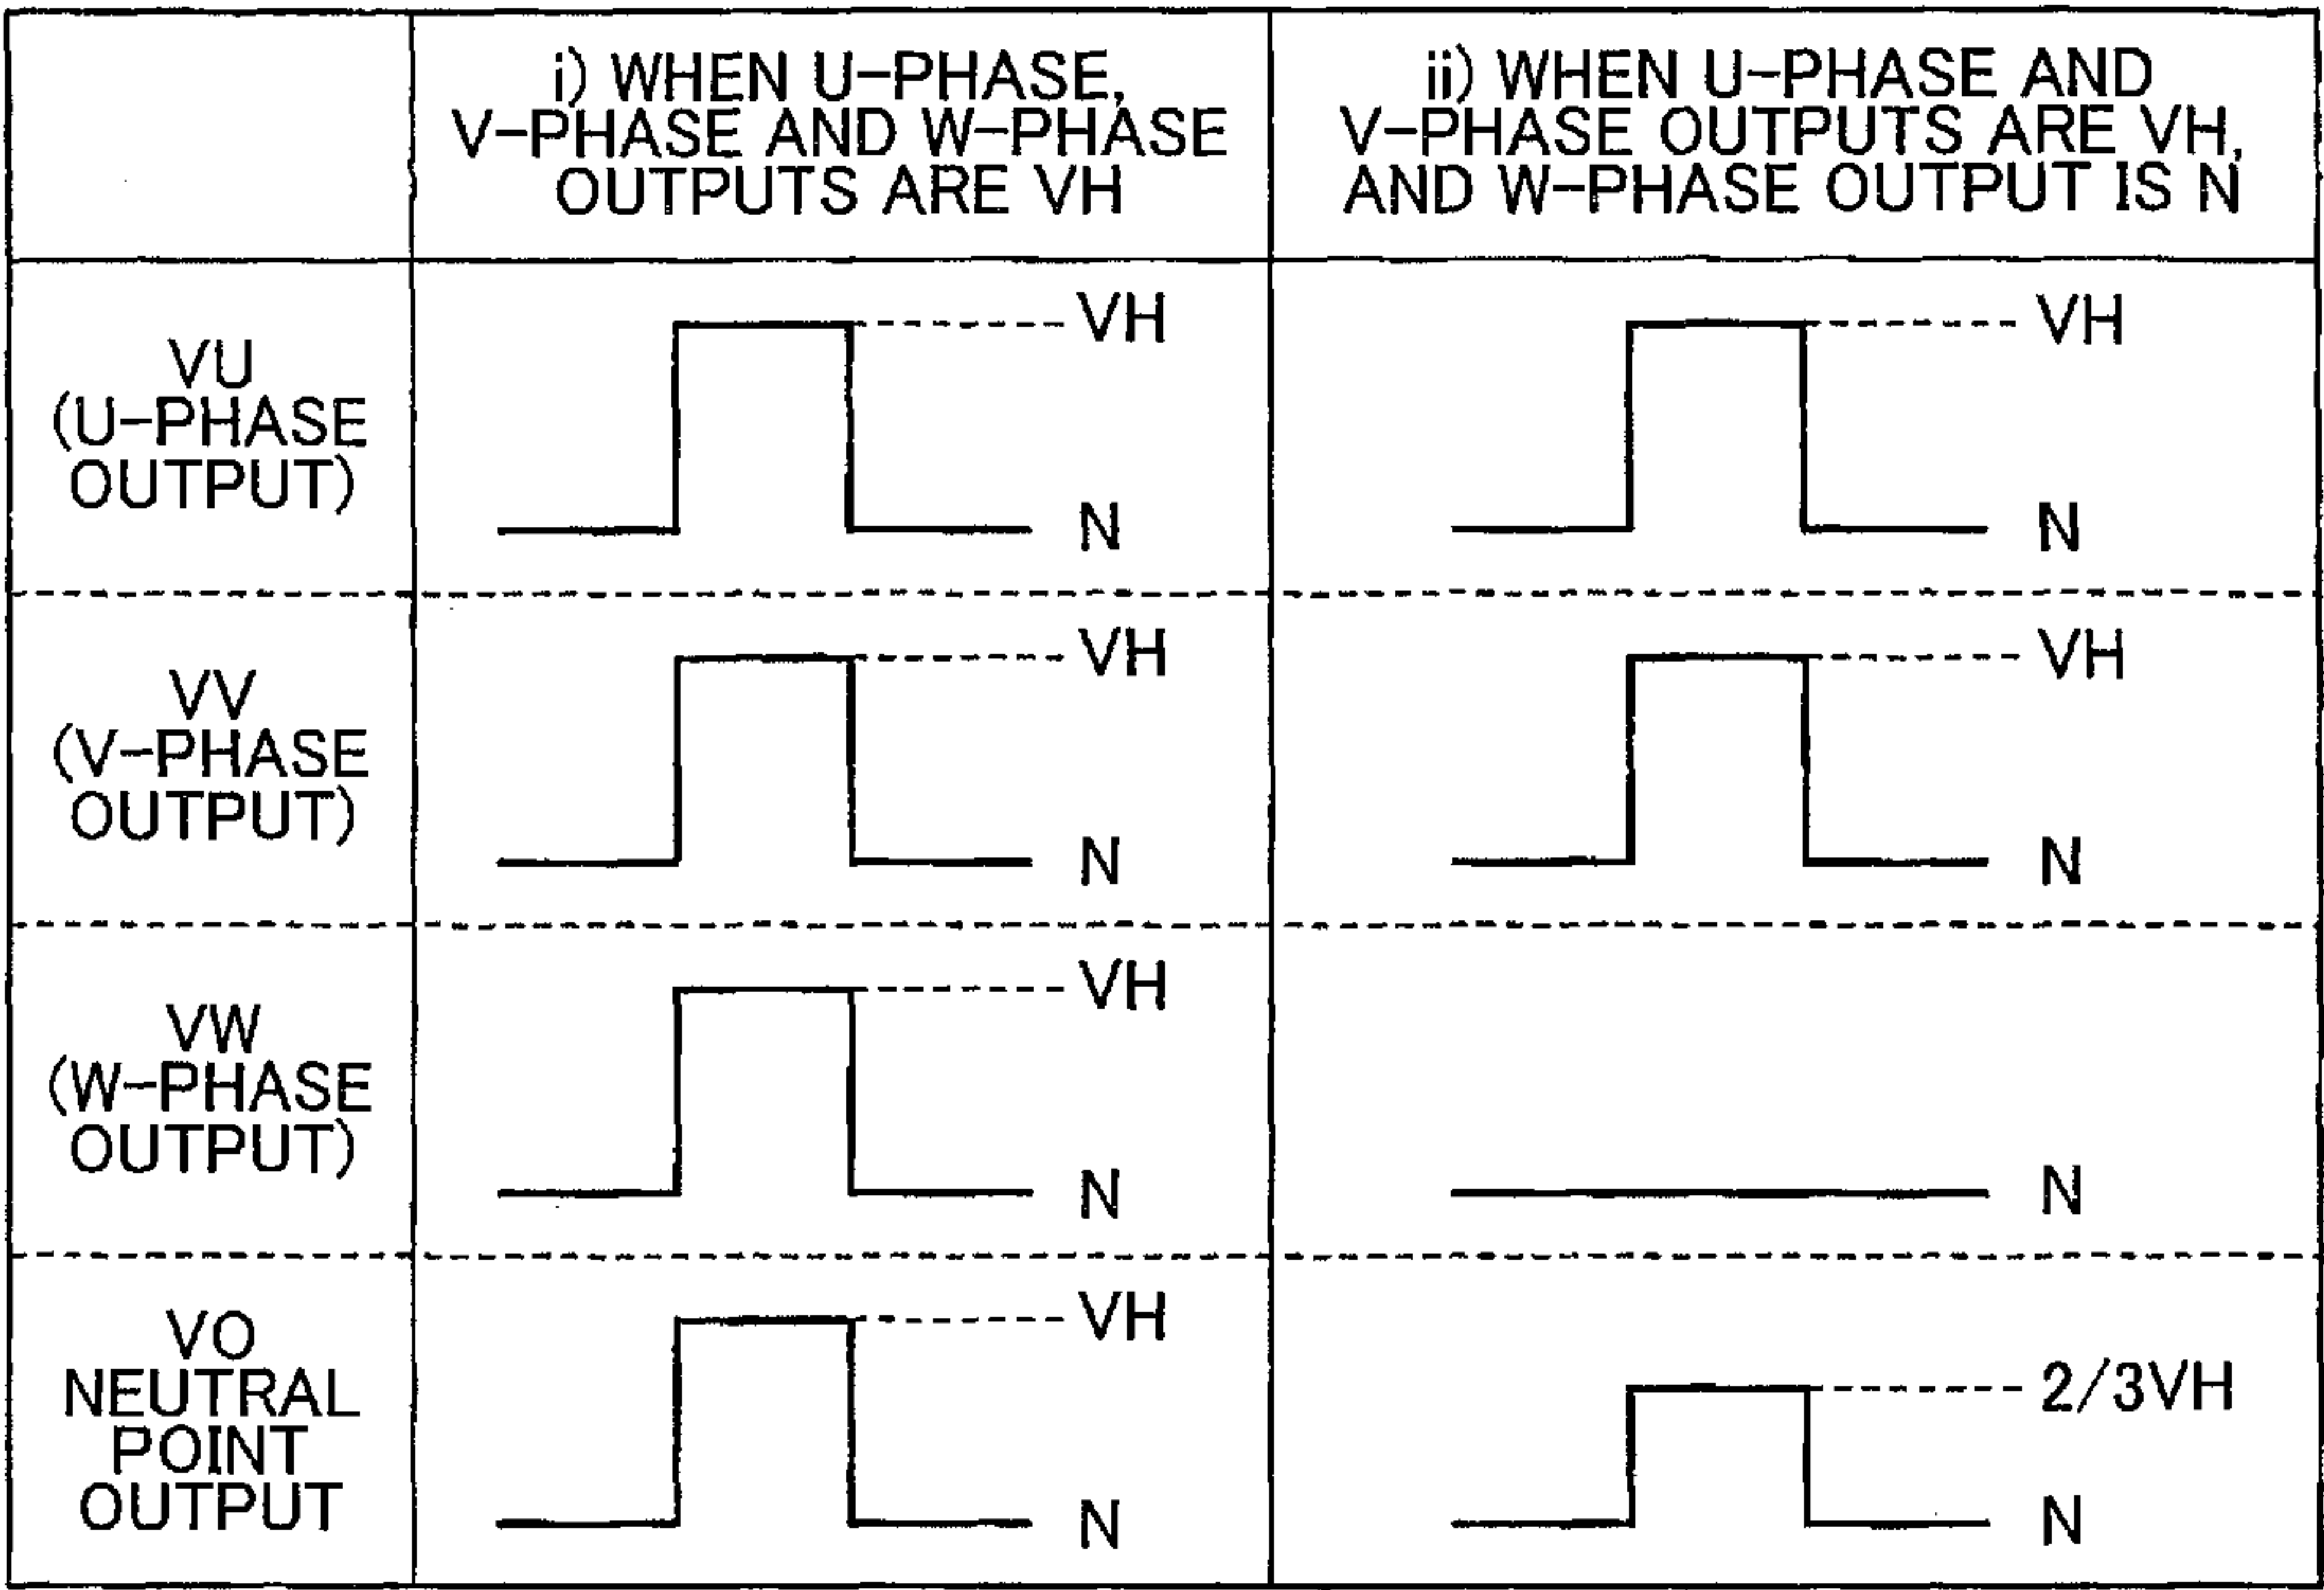 i) WHEN U-PHASE,
V-PHASE AND W-PHASE
OUTPUTS ARE VH
ii) WHEN U-PHASE AND
V-PHASE OUTPUTS ARE VH,
AND W-PHASE OUTPUT IS N
VU
(U-PHASE
OUTPUT)
VH
N
VH
N
VV
(V-PHASE
OUTPUT)
VH
N
VH
N
VW
(W-PHASE
OUTPUT)
VH
N
N
VO
NEUTRAL
POINT
OUTPUT
VH
N
2/3VH
N